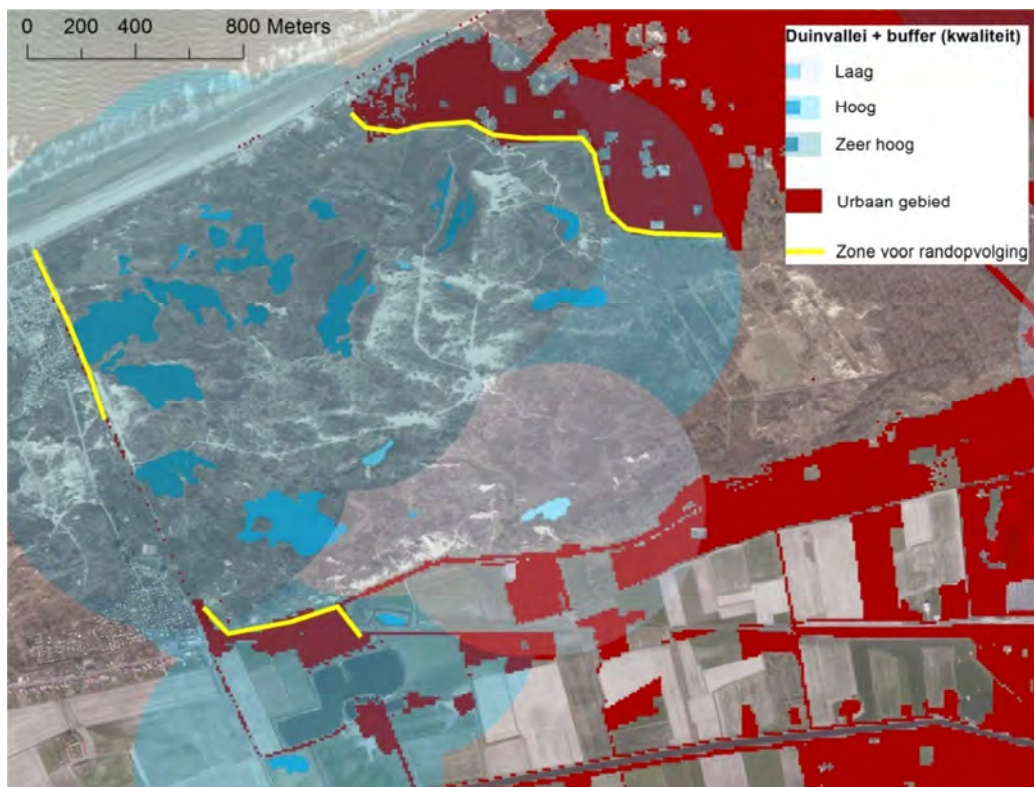 0 200 400 800 Meters
Duinvallei + buffer (kwaliteit)
Laag
Hoog
Zeer hoog
Urbaan gebied
Zone voor randopvolging